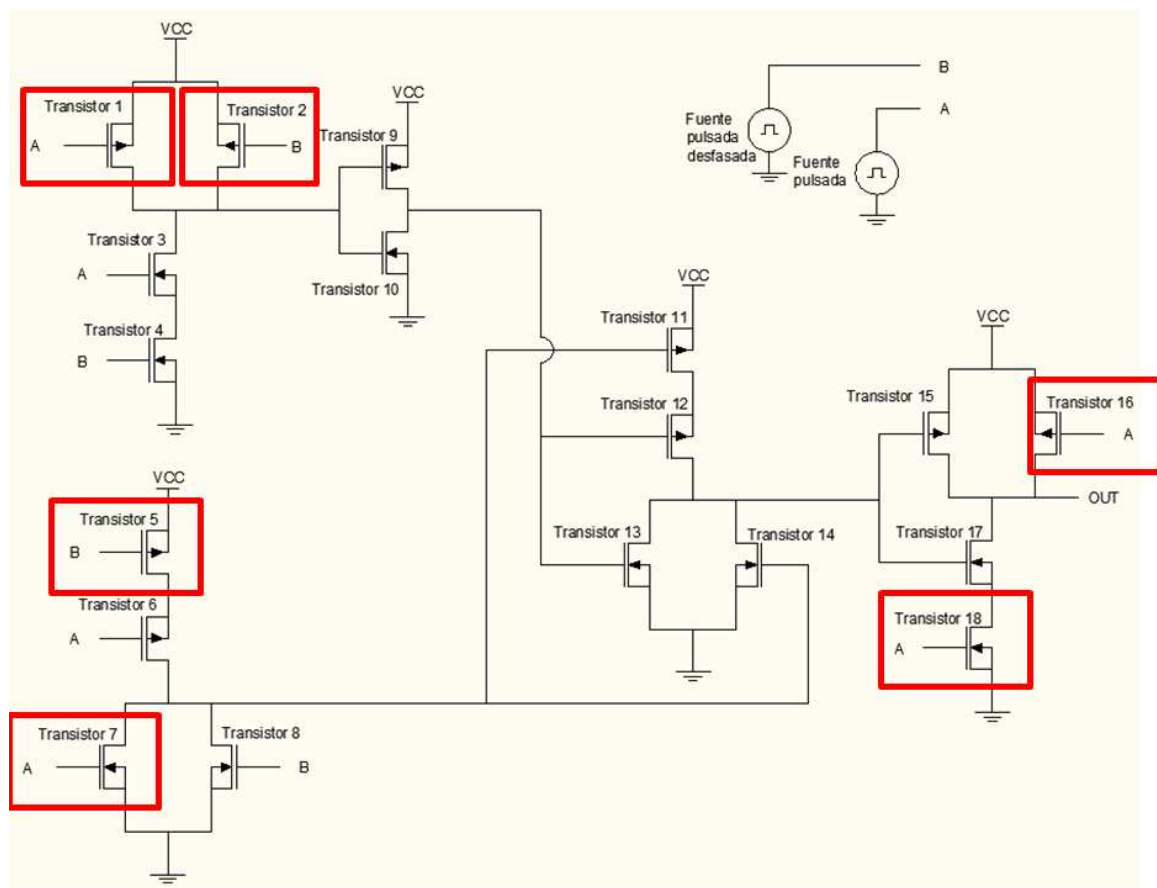 VCC
Transistor 1
A
Transistor 2
B
VCC
Transistor 9
Transistor 10
Transistor 3
A
Transistor 4
B
B
A
Fuente
pulsada
desfasada
Fuente
pulsada
VCC
Transistor 11
Transistor 12
Transistor 13
Transistor 14
VCC
Transistor 15
Transistor 16
A
OUT
Transistor 17
Transistor 18
A
VCC
Transistor 5
B
Transistor 6
A
Transistor 7
A
Transistor 8
B